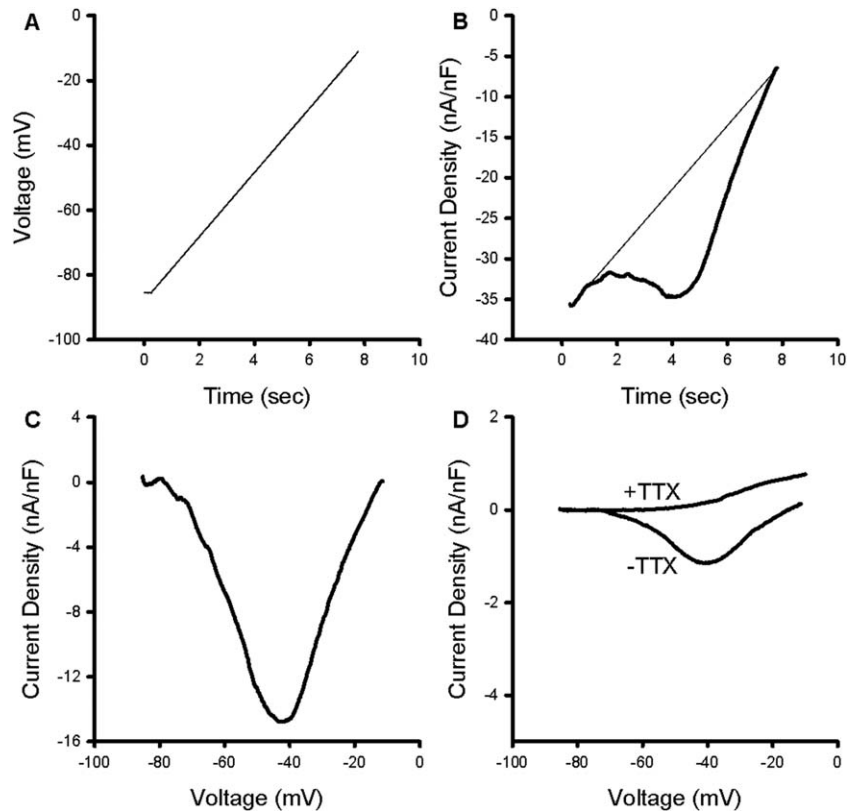 A
0
-20
-40
-60
-80
-100
Voltage (mV)
0 2 4 6 8 10
Time (sec)
B
0
-5
-10
-15
-20
-25
-30
-35
-40
Current Density (nA/nF)
0 2 4 6 8 10
Time (sec)
C
4
0
-4
-8
-12
-16
Current Density (nA/nF)
-100 -80 -60 -40 -20 0
Voltage (mV)
D
2
0
-2
-4
Current Density (nA/nF)
+TTX
-TTX
-100 -80 -60 -40 -20 0
Voltage (mV)